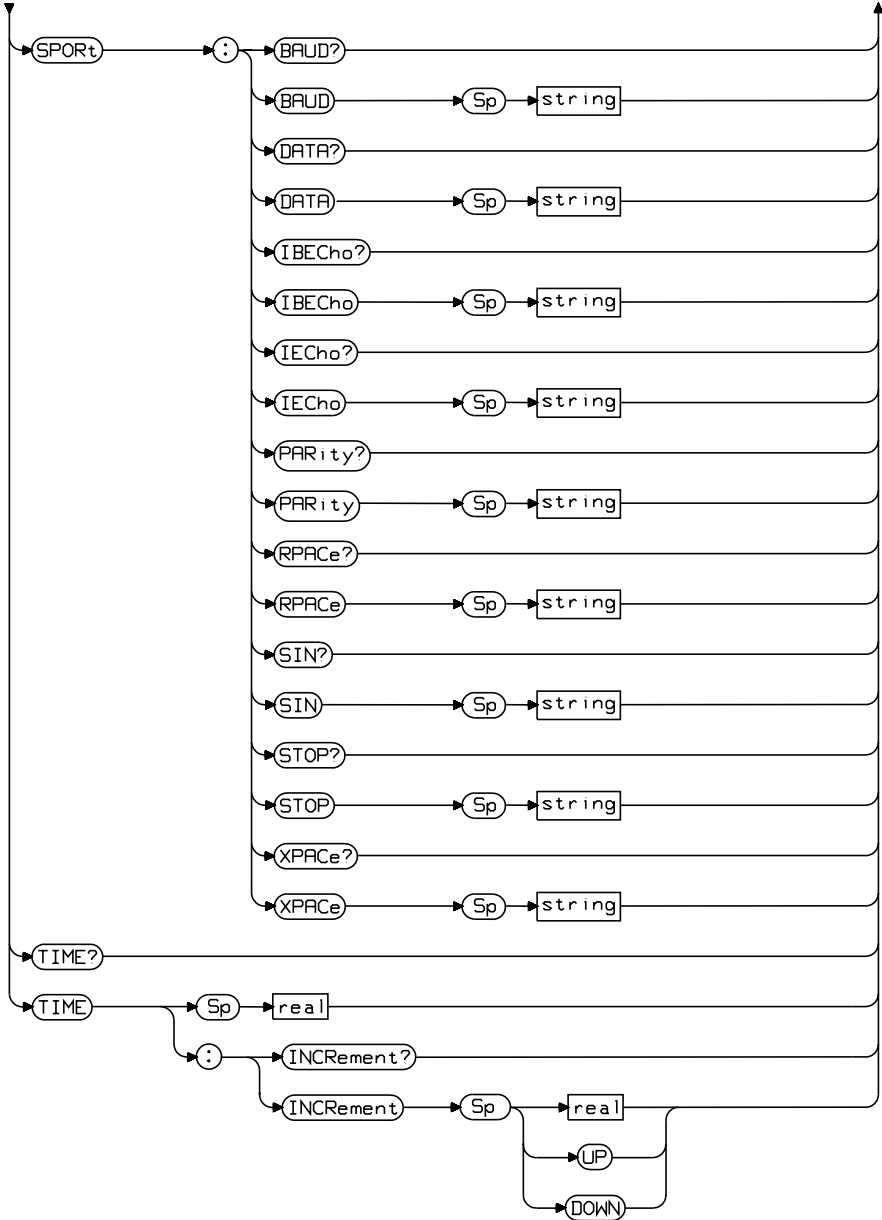 SPORt : BAUD?
BAUD Sp string
DATA?
DATA Sp string
IBECho?
IBECho Sp string
IECho?
IECho Sp string
PARity?
PARity Sp string
RPACe?
RPACe Sp string
SIN?
SIN Sp string
STOP?
STOP Sp string
XPACe?
XPACe Sp string
TIME?
TIME Sp real
: INCRement?
INCRement Sp real
UP
DOWN